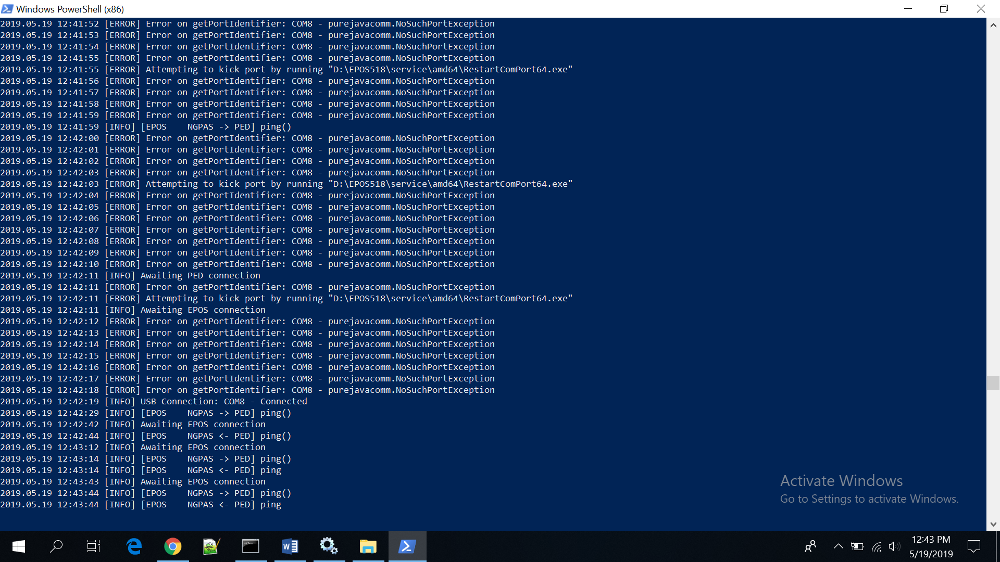 Windows PowerShell (x86)
2019.05.19 12:41:52 [ERROR] Error on getPortIdentifier: COM8 - purejavacomm.NoSuchPortException
2019.05.19 12:41:53 [ERROR] Error on getPortIdentifier: COM8 - purejavacomm.NoSuchPortException
2019.05.19 12:41:54 [ERROR] Error on getPortIdentifier: COM8 - purejavacomm.NoSuchPortException
2019.05.19 12:41:55 [ERROR] Error on getPortIdentifier: COM8 - purejavacomm.NoSuchPortException
2019.05.19 12:41:55 [ERROR] Attempting to kick port by running "D:\EPOS518\service\amd64\RestartComPort64.exe"
2019.05.19 12:41:56 [ERROR] Error on getPortIdentifier: COM8 - purejavacomm.NoSuchPortException
2019.05.19 12:41:57 [ERROR] Error on getPortIdentifier: COM8 - purejavacomm.NoSuchPortException
2019.05.19 12:41:58 [ERROR] Error on getPortIdentifier: COM8 - purejavacomm.NoSuchPortException
2019.05.19 12:41:59 [ERROR] Error on getPortIdentifier: COM8 - purejavacomm.NoSuchPortException
2019.05.19 12:41:59 [INFO] [EPOS    NGPAS -> PED] ping()
2019.05.19 12:42:00 [ERROR] Error on getPortIdentifier: COM8 - purejavacomm.NoSuchPortException
2019.05.19 12:42:01 [ERROR] Error on getPortIdentifier: COM8 - purejavacomm.NoSuchPortException
2019.05.19 12:42:02 [ERROR] Error on getPortIdentifier: COM8 - purejavacomm.NoSuchPortException
2019.05.19 12:42:03 [ERROR] Error on getPortIdentifier: COM8 - purejavacomm.NoSuchPortException
2019.05.19 12:42:03 [ERROR] Attempting to kick port by running "D:\EPOS518\service\amd64\RestartComPort64.exe"
2019.05.19 12:42:04 [ERROR] Error on getPortIdentifier: COM8 - purejavacomm.NoSuchPortException
2019.05.19 12:42:05 [ERROR] Error on getPortIdentifier: COM8 - purejavacomm.NoSuchPortException
2019.05.19 12:42:06 [ERROR] Error on getPortIdentifier: COM8 - purejavacomm.NoSuchPortException
2019.05.19 12:42:07 [ERROR] Error on getPortIdentifier: COM8 - purejavacomm.NoSuchPortException
2019.05.19 12:42:08 [ERROR] Error on getPortIdentifier: COM8 - purejavacomm.NoSuchPortException
2019.05.19 12:42:09 [ERROR] Error on getPortIdentifier: COM8 - purejavacomm.NoSuchPortException
2019.05.19 12:42:10 [ERROR] Error on getPortIdentifier: COM8 - purejavacomm.NoSuchPortException
2019.05.19 12:42:11 [INFO] Awaiting PED connection
2019.05.19 12:42:11 [ERROR] Error on getPortIdentifier: COM8 - purejavacomm.NoSuchPortException
2019.05.19 12:42:11 [ERROR] Attempting to kick port by running "D:\EPOS518\service\amd64\RestartComPort64.exe"
2019.05.19 12:42:11 [INFO] Awaiting EPOS connection
2019.05.19 12:42:12 [ERROR] Error on getPortIdentifier: COM8 - purejavacomm.NoSuchPortException
2019.05.19 12:42:13 [ERROR] Error on getPortIdentifier: COM8 - purejavacomm.NoSuchPortException
2019.05.19 12:42:14 [ERROR] Error on getPortIdentifier: COM8 - purejavacomm.NoSuchPortException
2019.05.19 12:42:15 [ERROR] Error on getPortIdentifier: COM8 - purejavacomm.NoSuchPortException
2019.05.19 12:42:16 [ERROR] Error on getPortIdentifier: COM8 - purejavacomm.NoSuchPortException
2019.05.19 12:42:17 [ERROR] Error on getPortIdentifier: COM8 - purejavacomm.NoSuchPortException
2019.05.19 12:42:18 [ERROR] Error on getPortIdentifier: COM8 - purejavacomm.NoSuchPortException
2019.05.19 12:42:19 [INFO] USB Connection: COM8 - Connected
2019.05.19 12:42:29 [INFO] [EPOS    NGPAS -> PED] ping()
2019.05.19 12:42:42 [INFO] Awaiting EPOS connection
2019.05.19 12:42:44 [INFO] [EPOS    NGPAS <- PED] ping()
2019.05.19 12:43:12 [INFO] Awaiting EPOS connection
2019.05.19 12:43:14 [INFO] [EPOS    NGPAS -> PED] ping()
2019.05.19 12:43:14 [INFO] [EPOS    NGPAS <- PED] ping
2019.05.19 12:43:43 [INFO] Awaiting EPOS connection
2019.05.19 12:43:44 [INFO] [EPOS    NGPAS -> PED] ping()
2019.05.19 12:43:44 [INFO] [EPOS    NGPAS <- PED] ping
Activate Windows
Go to Settings to activate Windows.
12:43 PM
5/19/2019